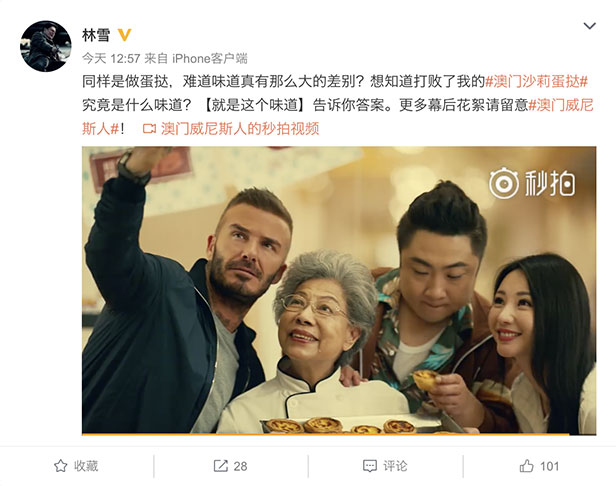 林雪
今天 12:57 来自 iPhone客户端
同样是做蛋挞，难道味道真有那么大的差别？想知道打败了我的#澳门沙莉蛋挞#
究竟是什么味道？【就是这个味道】告诉你答案。更多幕后花絮请留意#澳门威尼
斯人#！ 澳门威尼斯人的秒拍视频
秒拍
收藏
28
评论
101